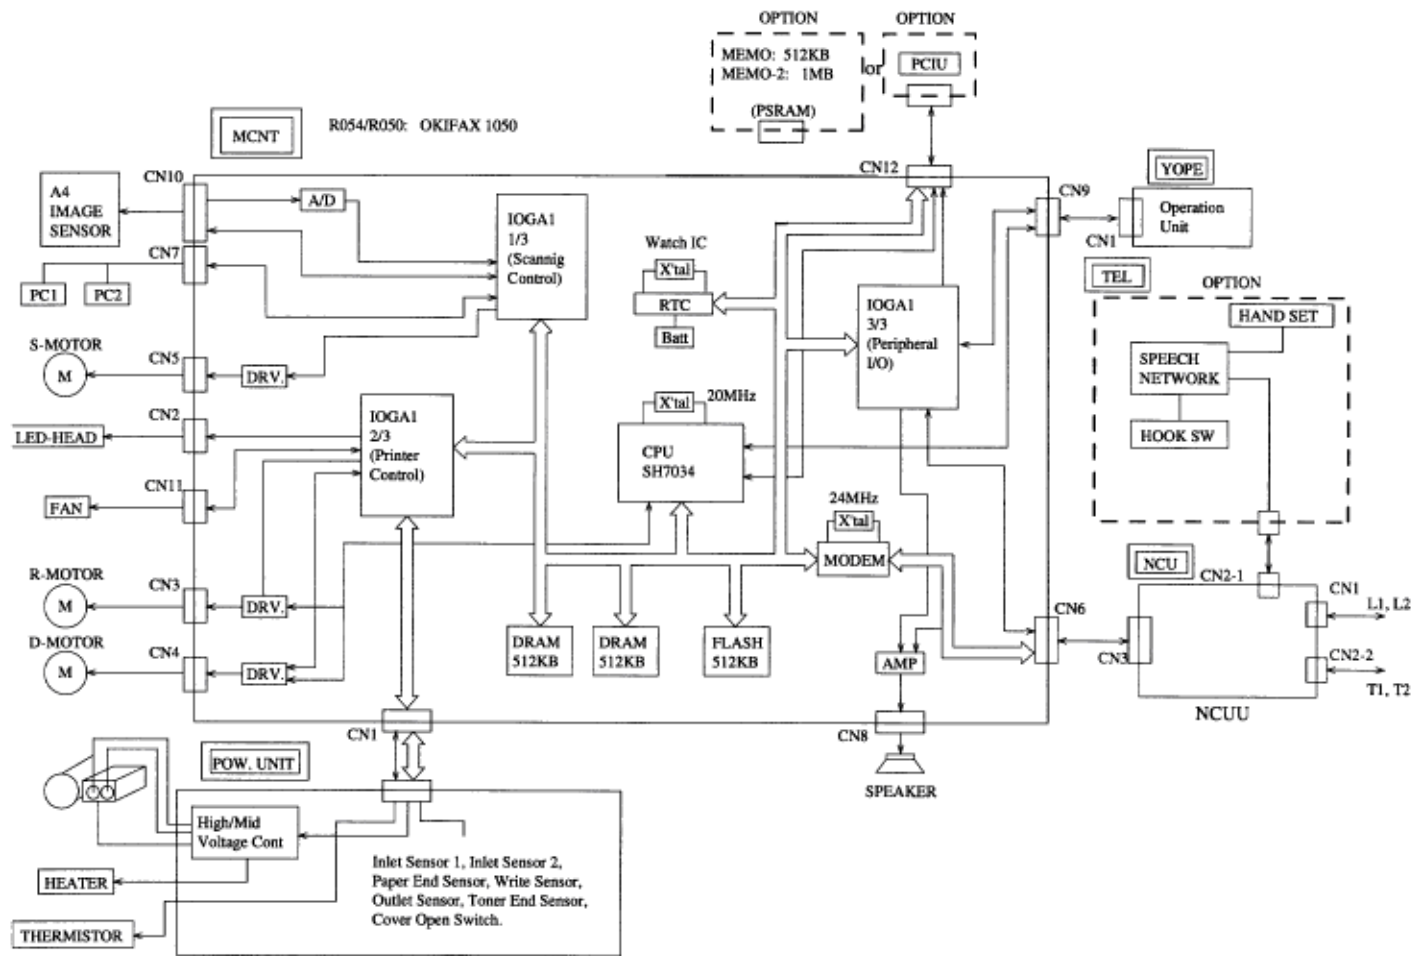 OPTION
OPTION
MEMO: 512KB
MEMO-2: 1MB
(PSRAM)
or
PCIU
MCNT
R054/R050: OKIFAX 1050
CN10
CN12
CN9
YOPE
A4
IMAGE
SENSOR
A/D
IOGA1
1/3
(Scannig
Control)
Operation
Unit
CN1
CN7
PC1
PC2
Watch IC
X'tal
RTC
Batt
IOGA1
3/3
(Peripheral
I/O)
TEL
OPTION
HAND SET
SPEECH
NETWORK
HOOK SW
S-MOTOR
M
CN5
DRV.
CN2
LED-HEAD
IOGA1
2/3
(Printer
Control)
X'tal
20MHz
CPU
SH7034
CN11
FAN
24MHz
X'tal
MODEM
R-MOTOR
M
CN3
DRV.
D-MOTOR
M
CN4
DRV.
DRAM
512KB
DRAM
512KB
FLASH
512KB
AMP
CN6
NCU
CN2-1
CN1
L1, L2
CN3
CN2-2
T1, T2
NCUU
CN1
CN8
SPEAKER
POW. UNIT
High/Mid
Voltage Cont
HEATER
THERMISTOR
Inlet Sensor 1, Inlet Sensor 2,
Paper End Sensor, Write Sensor,
Outlet Sensor, Toner End Sensor,
Cover Open Switch.